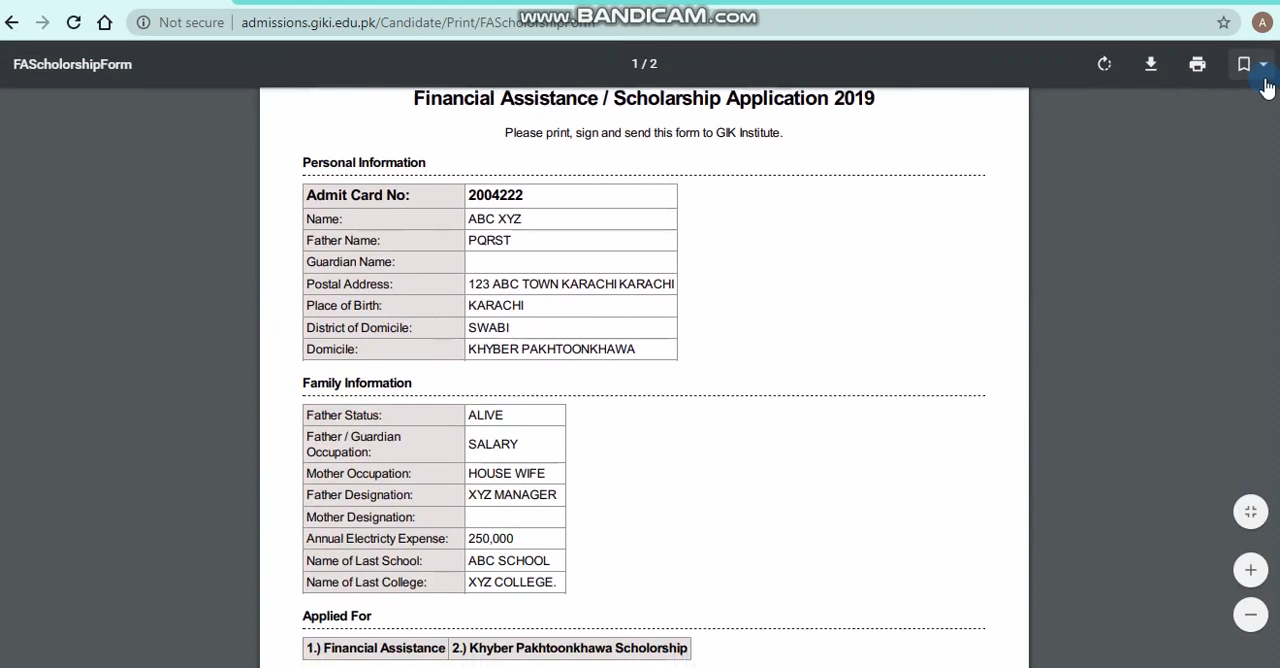 Not secure | admissions.giki.edu.pk/Candidate/Print/FAScholorshipForm
www.BANDICAM.com
A
FAScholorshipForm
1 / 2
Financial Assistance / Scholarship Application 2019
Please print, sign and send this form to GIK Institute.
Personal Information
Admit Card No: 2004222
Name: ABC XYZ
Father Name: PQRST
Guardian Name:
Postal Address: 123 ABC TOWN KARACHI KARACHI
Place of Birth: KARACHI
District of Domicile: SWABI
Domicile: KHYBER PAKHTOONKHAWA
Family Information
Father Status: ALIVE
Father / Guardian
Occupation: SALARY
Mother Occupation: HOUSE WIFE
Father Designation: XYZ MANAGER
Mother Designation:
Annual Electricty Expense: 250,000
Name of Last School: ABC SCHOOL
Name of Last College: XYZ COLLEGE.
Applied For
1.) Financial Assistance 2.) Khyber Pakhtoonkhawa Scholorship